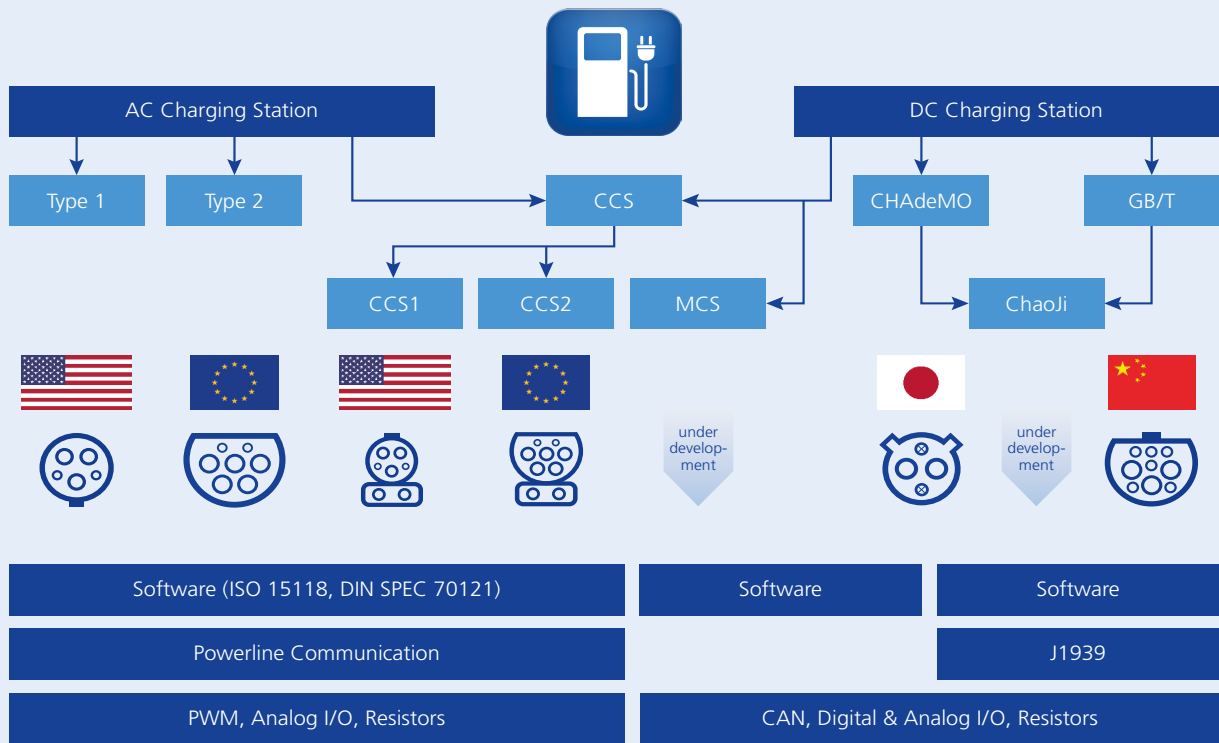 AC Charging Station
DC Charging Station
Type 1
Type 2
CCS
CHAdeMO
GB/T
CCS1
CCS2
MCS
ChaoJi
under
develop-
ment
under
develop-
ment
Software (ISO 15118, DIN SPEC 70121)
Software
Software
Powerline Communication
J1939
PWM, Analog I/O, Resistors
CAN, Digital & Analog I/O, Resistors